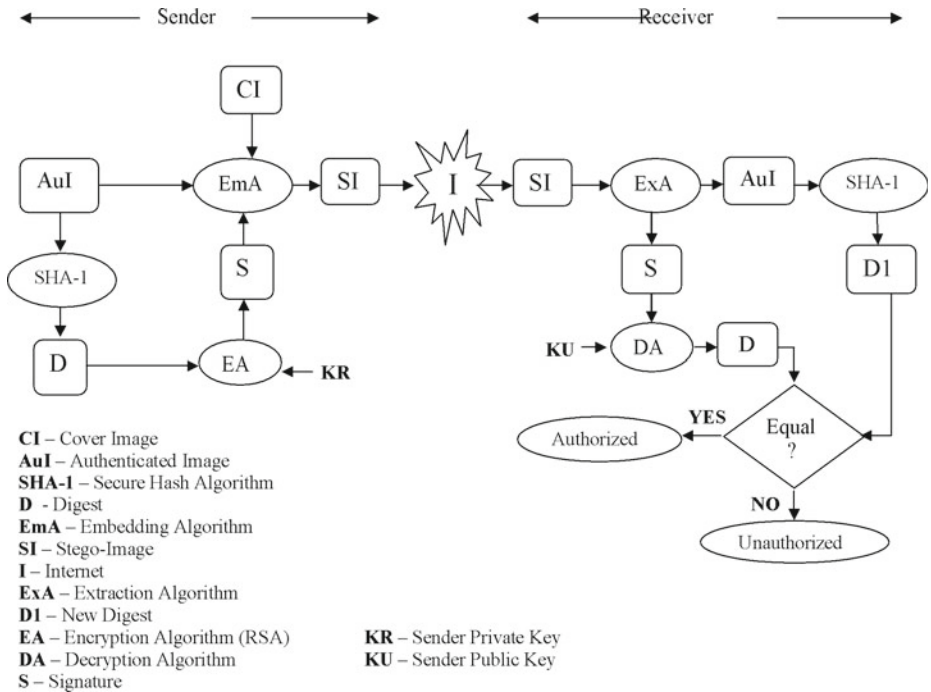 Sender
Receiver
CI
AuI
EmA
SI
I
SI
ExA
AuI
SHA-1
SHA-1
S
S
D1
D
EA
KR
KU
DA
D
YES
Equal
?
Authorized
NO
Unauthorized
CI – Cover Image
AuI – Authenticated Image
SHA-1 – Secure Hash Algorithm
D - Digest
EmA – Embedding Algorithm
SI – Stego-Image
I – Internet
ExA – Extraction Algorithm
D1 – New Digest
EA – Encryption Algorithm (RSA)
DA – Decryption Algorithm
S – Signature
KR – Sender Private Key
KU – Sender Public Key